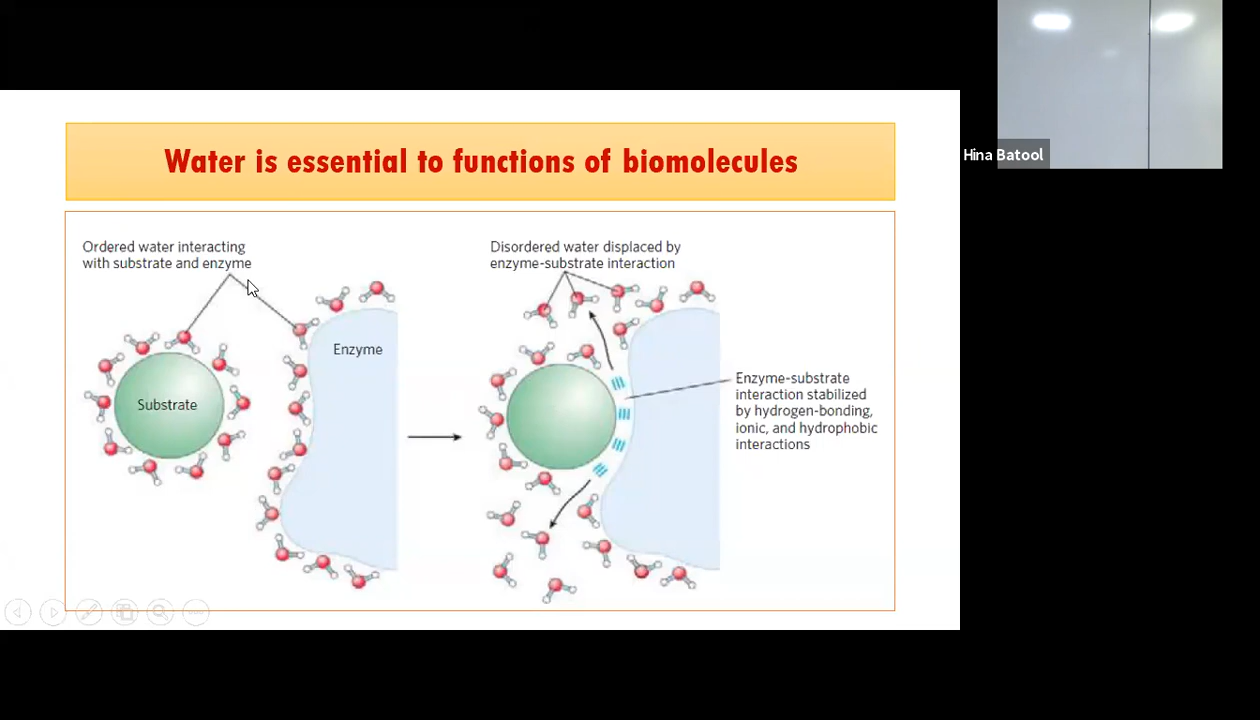 Water is essential to functions of biomolecules
Hina Batool
Ordered water interacting
with substrate and enzyme
Disordered water displaced by
enzyme-substrate interaction
Enzyme
Substrate
Enzyme-substrate
interaction stabilized
by hydrogen-bonding,
ionic, and hydrophobic
interactions